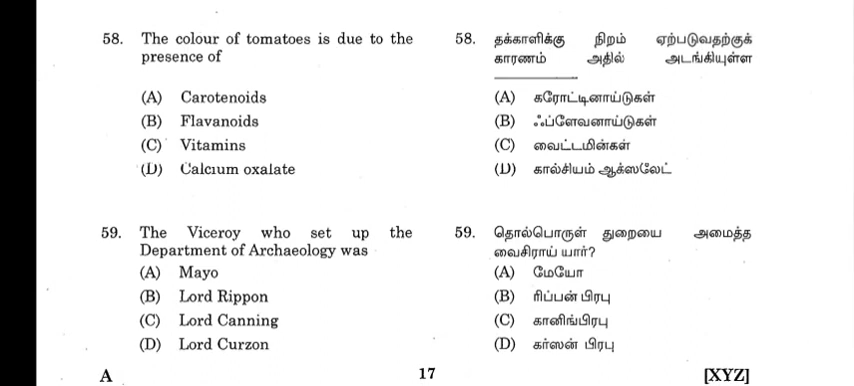 58. The colour of tomatoes is due to the
presence of
(A) Carotenoids
(B) Flavanoids
(C) Vitamins
(D) Calcium oxalate
59. The Viceroy who set up the
Department of Archaeology was
(A) Mayo
(B) Lord Rippon
(C) Lord Canning
(D) Lord Curzon
58. தக்காளிக்கு நிறம் ஏற்படுவதற்குக்
காரணம் அதில் அடங்கியுள்ள
(A) கரோட்டினாய்டுகள்
(B) ஃப்ளேவனாய்டுகள்
(C) வைட்டமின்கள்
(D) கால்சியம் ஆக்ஸலேட்
59. தொல்பொருள் துறையை அமைத்த
வைசிராய் யார்?
(A) மேயோ
(B) ரிப்பன் பிரபு
(C) கானிங்பிரபு
(D) கர்ஸன் பிரபு
A 17 [XYZ]